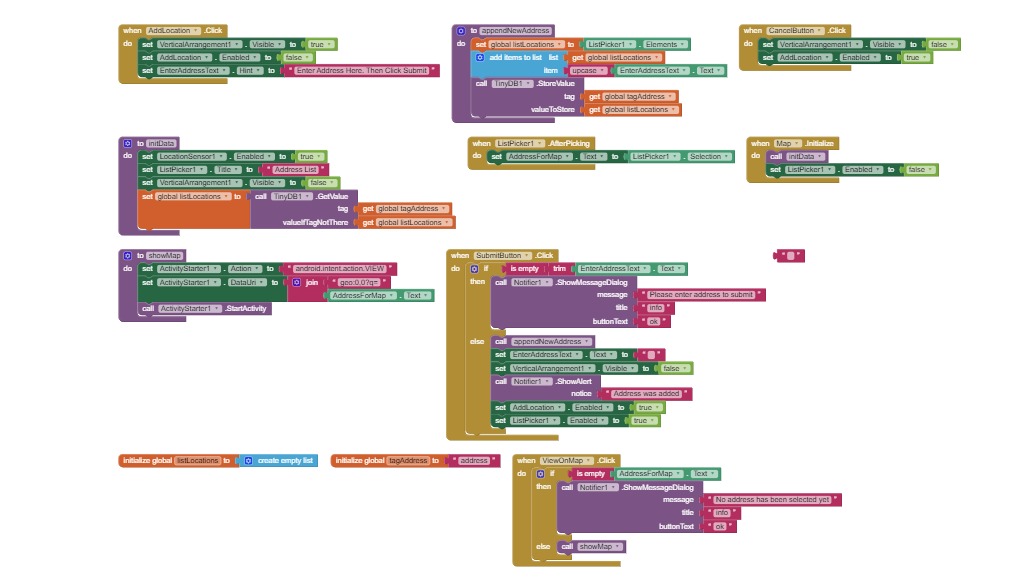 when AddLocation .Click
do set VerticalArrangement1 . Visible to true
set AddLocation . Enabled to false
set EnterAddressText . Hint to " Enter Address Here. Then Click Submit "
to appendNewAddress
do set global listLocations to ListPicker1 . Elements
add items to list list get global listLocations
item upcase EnterAddressText . Text
call TinyDB1 .StoreValue
tag get global tagAddress
valueToStore get global listLocations
when CancelButton .Click
do set VerticalArrangement1 . Visible to false
set AddLocation . Enabled to true
to initData
do set LocationSensor1 . Enabled to true
set ListPicker1 . Title to " Address List "
set VerticalArrangement1 . Visible to false
set global listLocations to call TinyDB1 .GetValue
tag get global tagAddress
valueIfTagNotThere get global listLocations
when ListPicker1 .AfterPicking
do set AddressForMap . Text to ListPicker1 . Selection
when Map .Initialize
do call initData
set ListPicker1 . Enabled to false
to showMap
do set ActivityStarter1 . Action to " android.intent.action.VIEW "
set ActivityStarter1 . DataUri to join " geo:0,0?q= "
AddressForMap . Text
call ActivityStarter1 .StartActivity
when SubmitButton .Click
do if is empty trim EnterAddressText . Text
then call Notifier1 .ShowMessageDialog
message " Please enter address to submit "
title " info "
buttonText " ok "
else call appendNewAddress
set EnterAddressText . Text to " "
set VerticalArrangement1 . Visible to false
call Notifier1 .ShowAlert
notice " Address was added "
set AddLocation . Enabled to true
set ListPicker1 . Enabled to true
" "
initialize global listLocations to create empty list
initialize global tagAddress to " address "
when ViewOnMap .Click
do if is empty AddressForMap . Text
then call Notifier1 .ShowMessageDialog
message " No address has been selected yet "
title " info "
buttonText " ok "
else call showMap